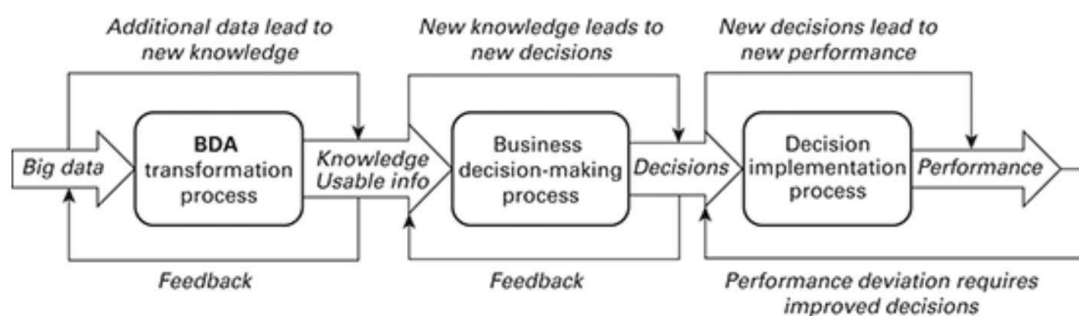 Additional data lead to
new knowledge
New knowledge leads to
new decisions
New decisions lead to
new performance
Big data
BDA
transformation
process
Knowledge
Usable info
Business
decision-making
process
Decisions
Decision
implementation
process
Performance
Feedback
Feedback
Performance deviation requires
improved decisions